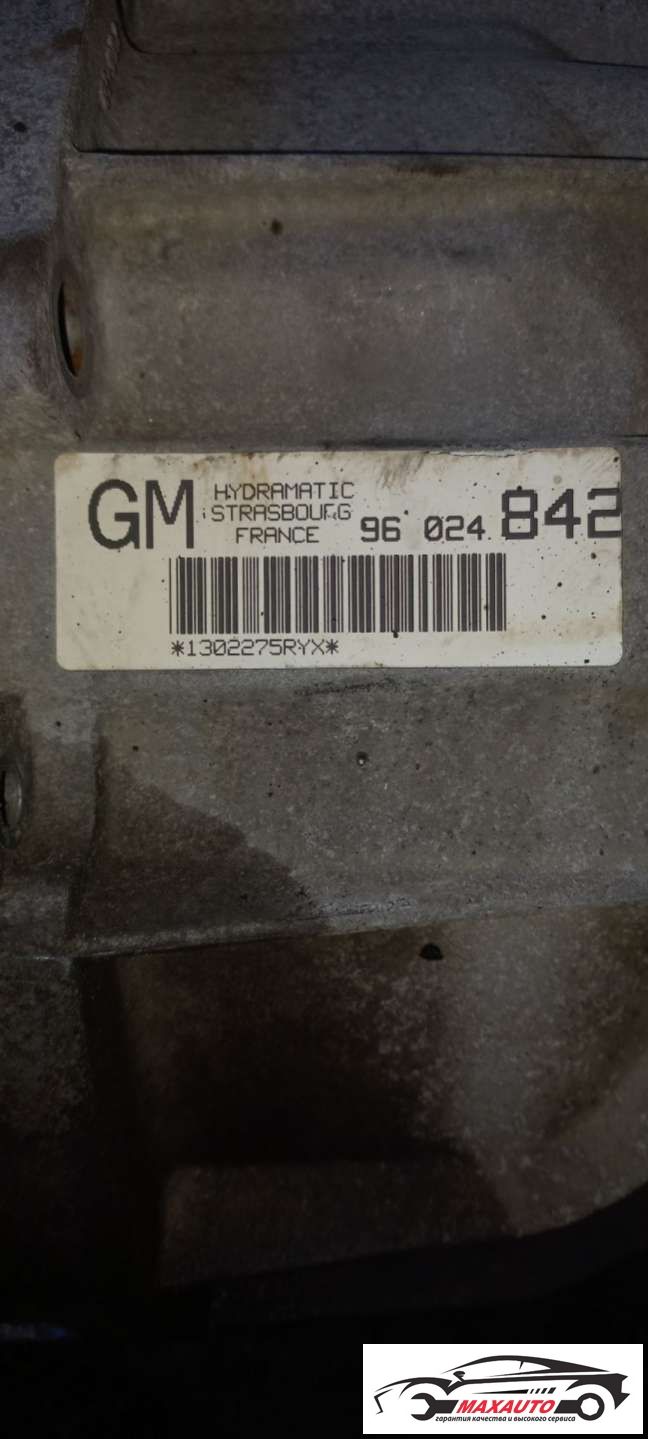 GM HYDRAMATIC
STRASBOURG
FRANCE 96 024 842
*1302275RYX*
MAXAUTO
гарантия качества и высокого сервиса